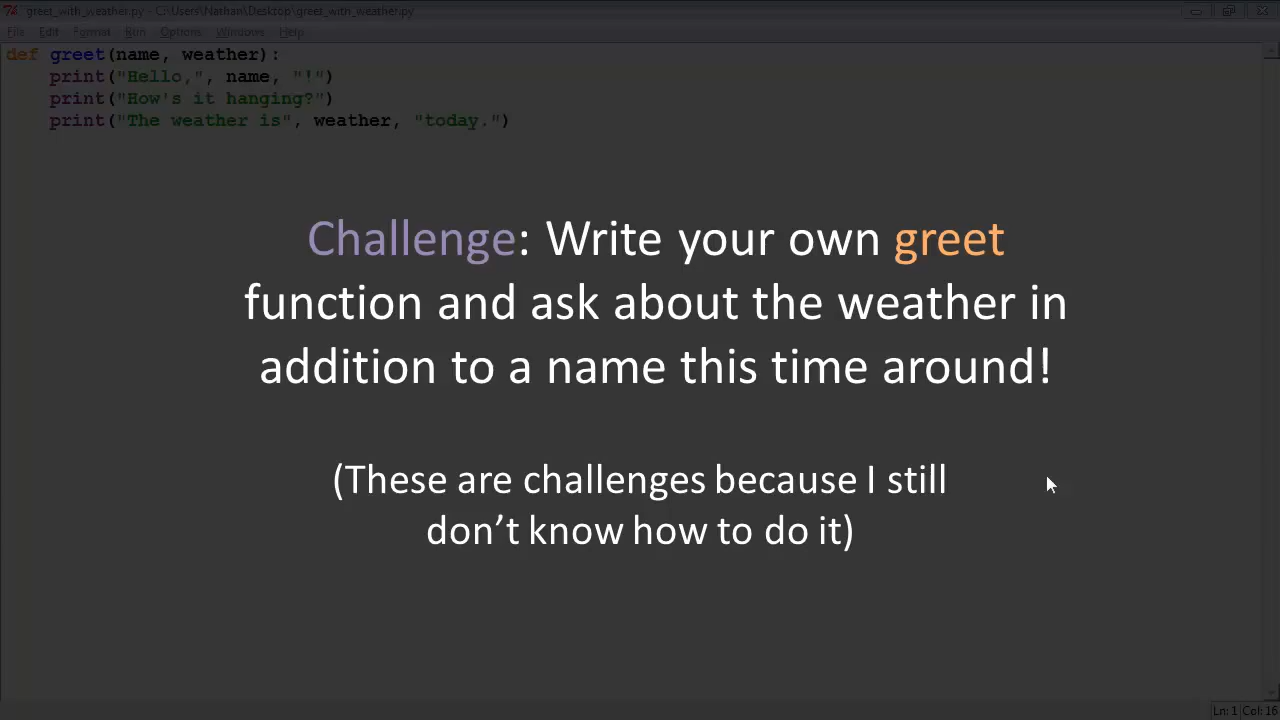 greet_with_weather.py - C:\Users\Nathan\Desktop\greet_with_weather.py
File Edit Format Run Options Windows Help
def greet(name, weather):
    print("Hello,", name, "!")
    print("How's it hanging?")
    print("The weather is", weather, "today.")
Challenge: Write your own greet
function and ask about the weather in
addition to a name this time around!
(These are challenges because I still
don’t know how to do it)
Ln: 1 Col: 16